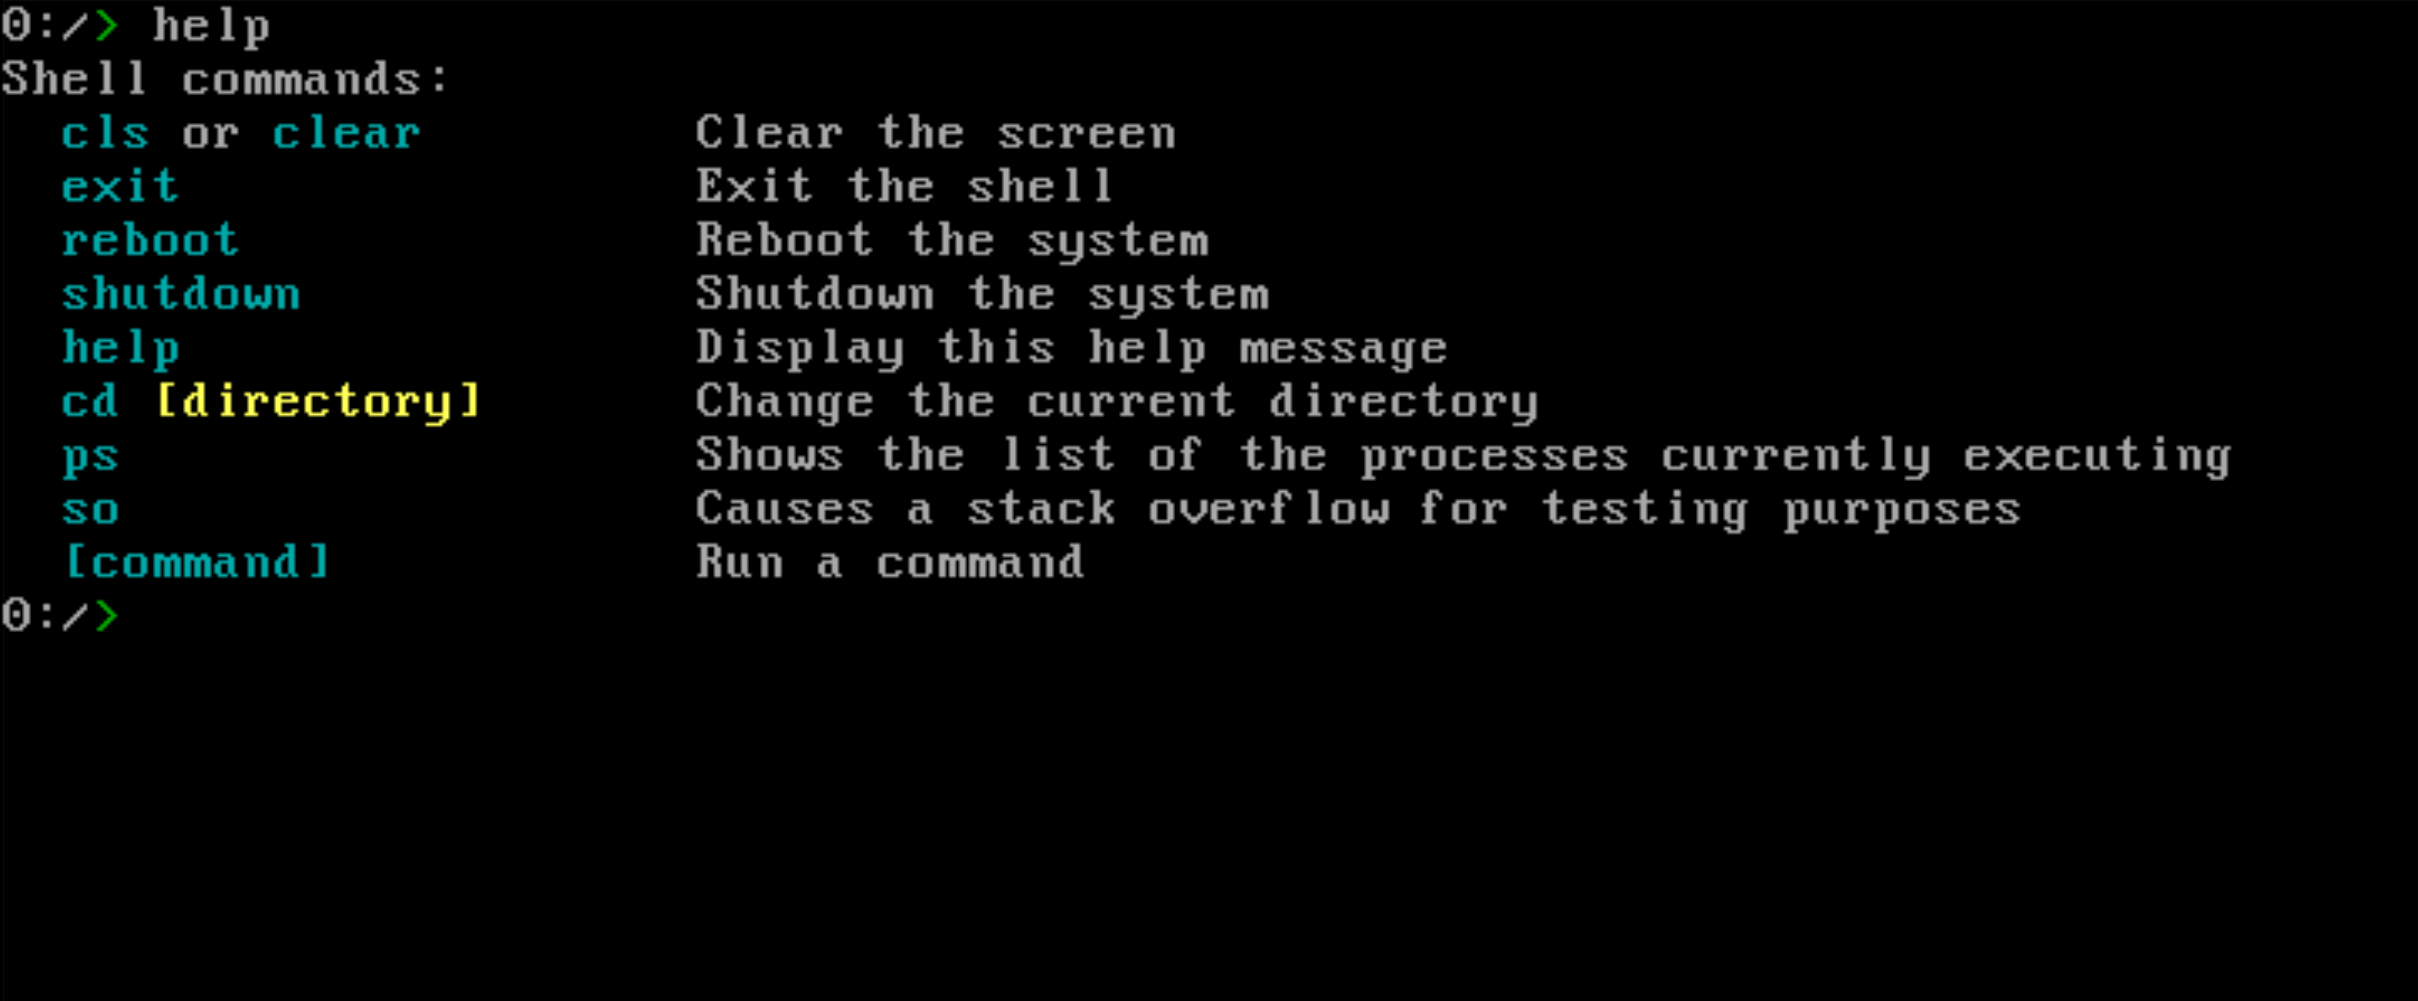 0:/> help
Shell commands:
  cls or clear         Clear the screen
  exit                 Exit the shell
  reboot               Reboot the system
  shutdown             Shutdown the system
  help                 Display this help message
  cd [directory]       Change the current directory
  ps                   Shows the list of the processes currently executing
  so                   Causes a stack overflow for testing purposes
  [command]            Run a command
0:/>